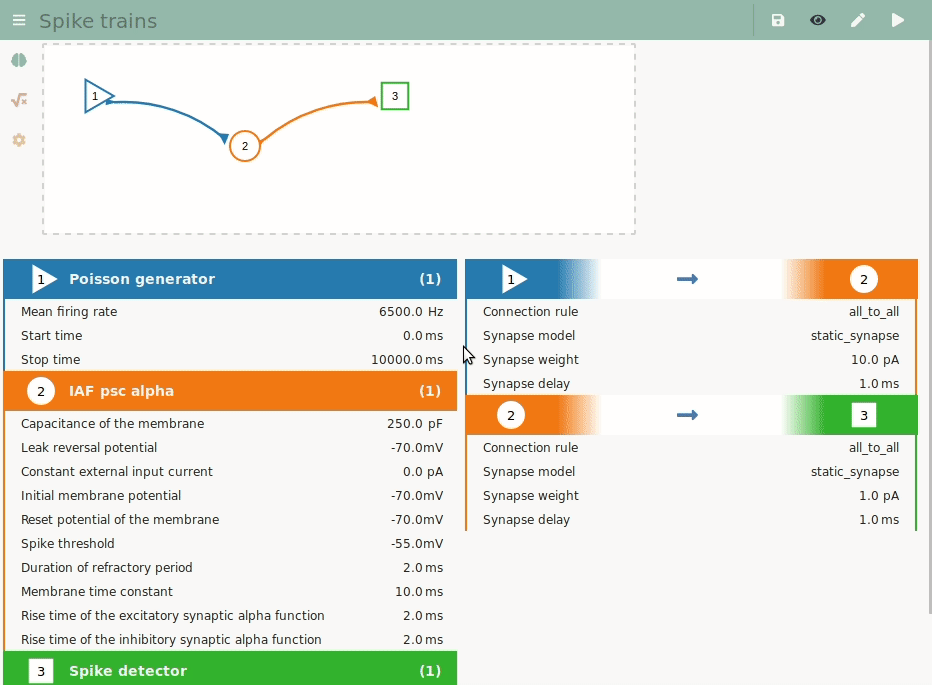 Spike trains
1
3
2
1 Poisson generator (1)
Mean firing rate 6500.0 Hz
Start time 0.0 ms
Stop time 10000.0 ms
2 IAF psc alpha (1)
Capacitance of the membrane 250.0 pF
Leak reversal potential -70.0mV
Constant external input current 0.0 pA
Initial membrane potential -70.0mV
Reset potential of the membrane -70.0mV
Spike threshold -55.0mV
Duration of refractory period 2.0 ms
Membrane time constant 10.0 ms
Rise time of the excitatory synaptic alpha function 2.0 ms
Rise time of the inhibitory synaptic alpha function 2.0 ms
3 Spike detector (1)
1 → 2
Connection rule all_to_all
Synapse model static_synapse
Synapse weight 10.0 pA
Synapse delay 1.0 ms
2 → 3
Connection rule all_to_all
Synapse model static_synapse
Synapse weight 1.0 pA
Synapse delay 1.0 ms